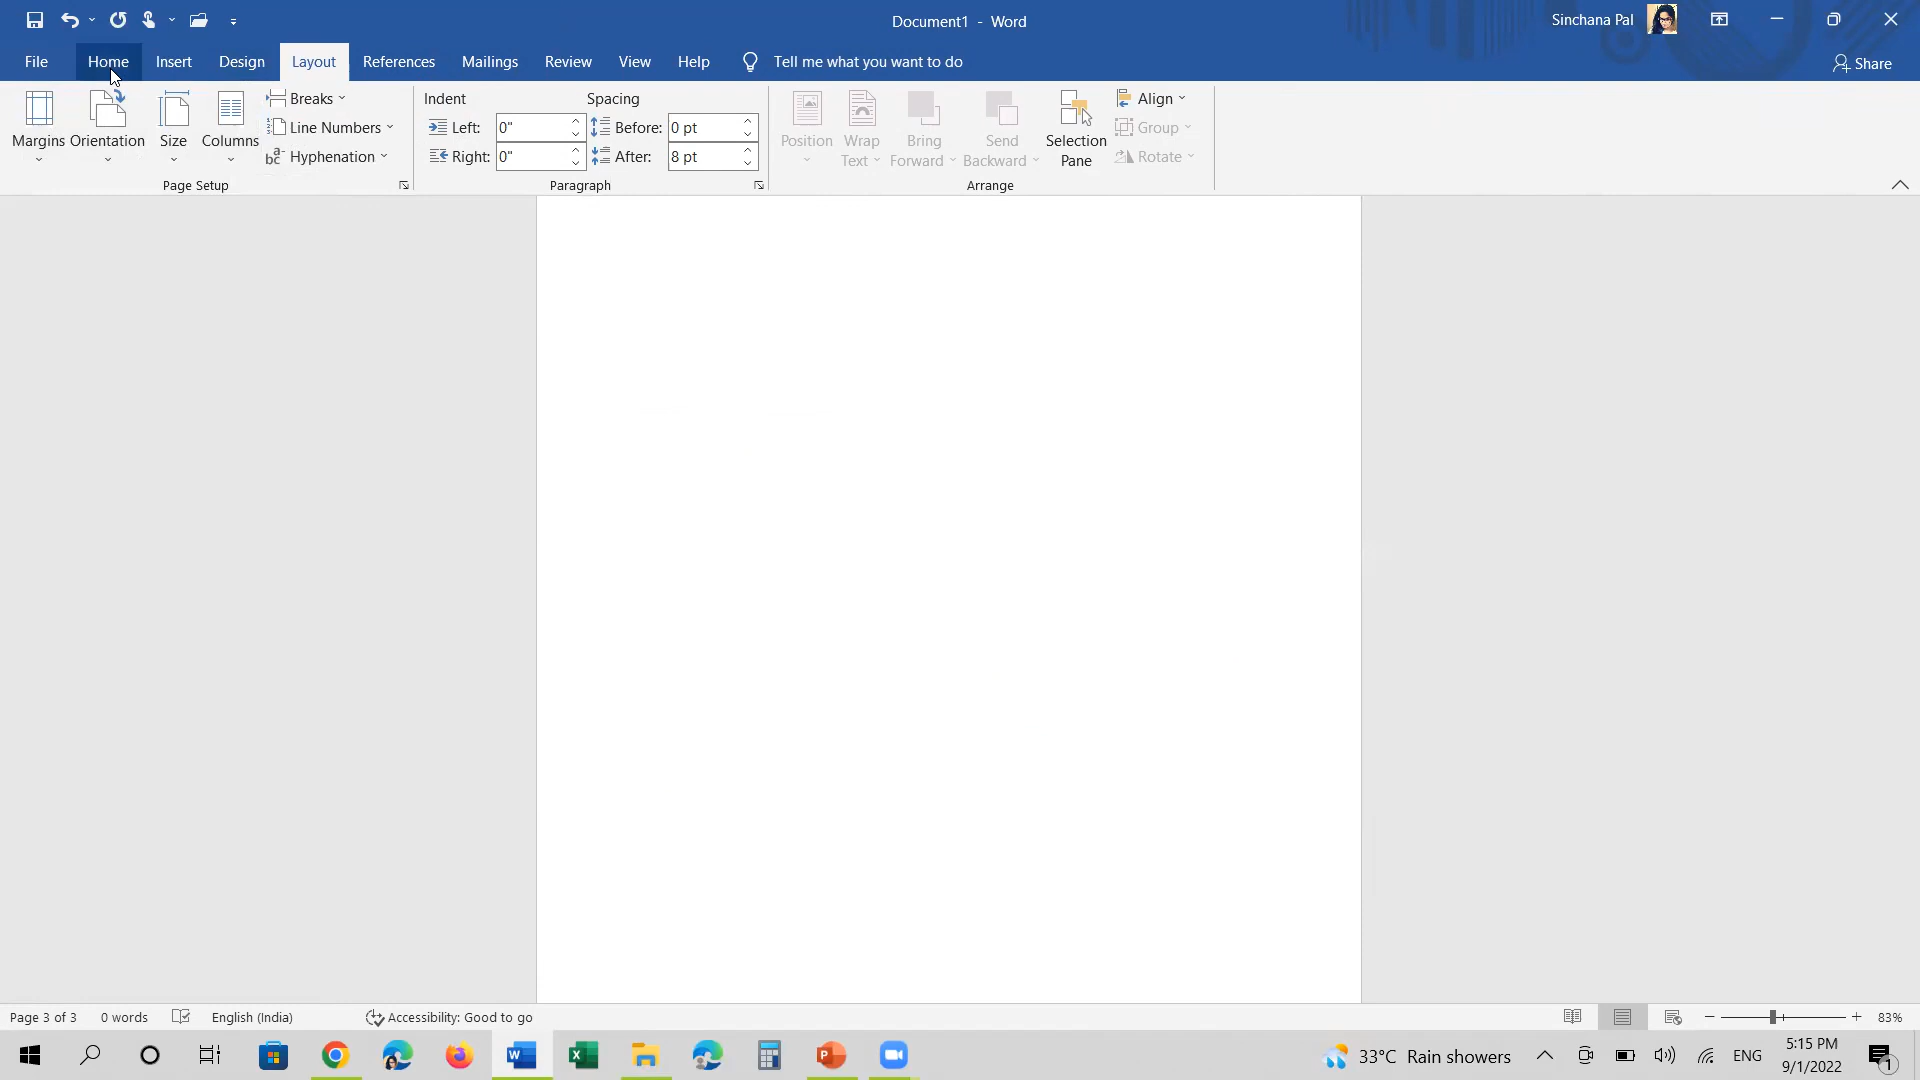 Document1 - Word
Sinchana Pal
File Home Insert Design Layout References Mailings Review View Help Tell me what you want to do
Share
Margins Orientation Size Columns
Breaks
Line Numbers
Hyphenation
Page Setup
Indent
Left: 0"
Right: 0"
Spacing
Before: 0 pt
After: 8 pt
Paragraph
Position
Wrap
Text
Bring
Forward
Send
Backward
Selection
Pane
Align
Group
Rotate
Arrange
Page 3 of 3 0 words English (India) Accessibility: Good to go 83%
33°C Rain showers ENG
5:15 PM
9/1/2022
1